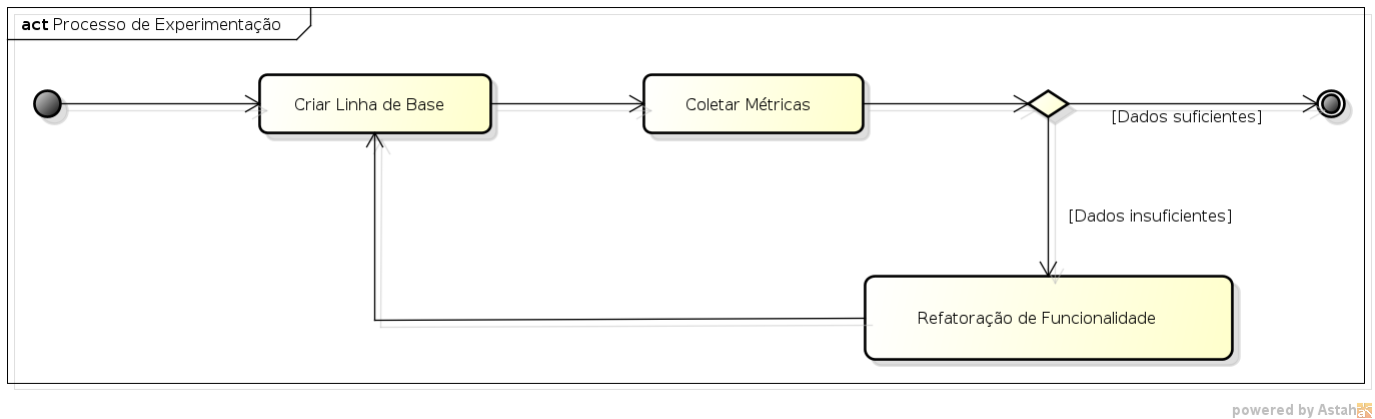 act Processo de Experimentação
Criar Linha de Base
Coletar Métricas
[Dados suficientes]
[Dados insuficientes]
Refatoração de Funcionalidade
powered by Astah